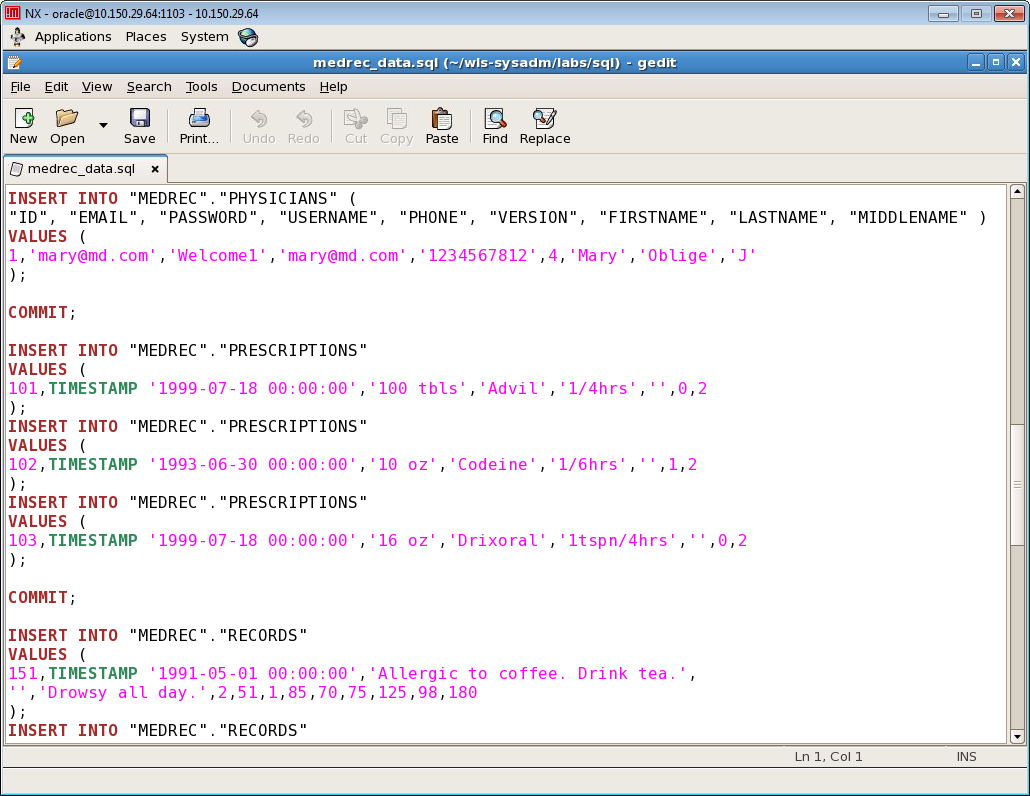 NX - oracle@10.150.29.64:1103 - 10.150.29.64
Applications Places System
medrec_data.sql (~/wls-sysadm/labs/sql) - gedit
File Edit View Search Tools Documents Help
New Open Save Print... Undo Redo Cut Copy Paste Find Replace
medrec_data.sql
INSERT INTO "MEDREC"."PHYSICIANS" (
"ID", "EMAIL", "PASSWORD", "USERNAME", "PHONE", "VERSION", "FIRSTNAME", "LASTNAME", "MIDDLENAME" )
VALUES (
1,'mary@md.com','Welcome1','mary@md.com','1234567812',4,'Mary','Oblige','J'
);
COMMIT;
INSERT INTO "MEDREC"."PRESCRIPTIONS"
VALUES (
101,TIMESTAMP '1999-07-18 00:00:00','100 tbls','Advil','1/4hrs','',0,2
);
INSERT INTO "MEDREC"."PRESCRIPTIONS"
VALUES (
102,TIMESTAMP '1993-06-30 00:00:00','10 oz','Codeine','1/6hrs','',1,2
);
INSERT INTO "MEDREC"."PRESCRIPTIONS"
VALUES (
103,TIMESTAMP '1999-07-18 00:00:00','16 oz','Drixoral','1tspn/4hrs','',0,2
);
COMMIT;
INSERT INTO "MEDREC"."RECORDS"
VALUES (
151,TIMESTAMP '1991-05-01 00:00:00','Allergic to coffee. Drink tea.',
'','Drowsy all day.',2,51,1,85,70,75,125,98,180
);
INSERT INTO "MEDREC"."RECORDS"
Ln 1, Col 1 INS